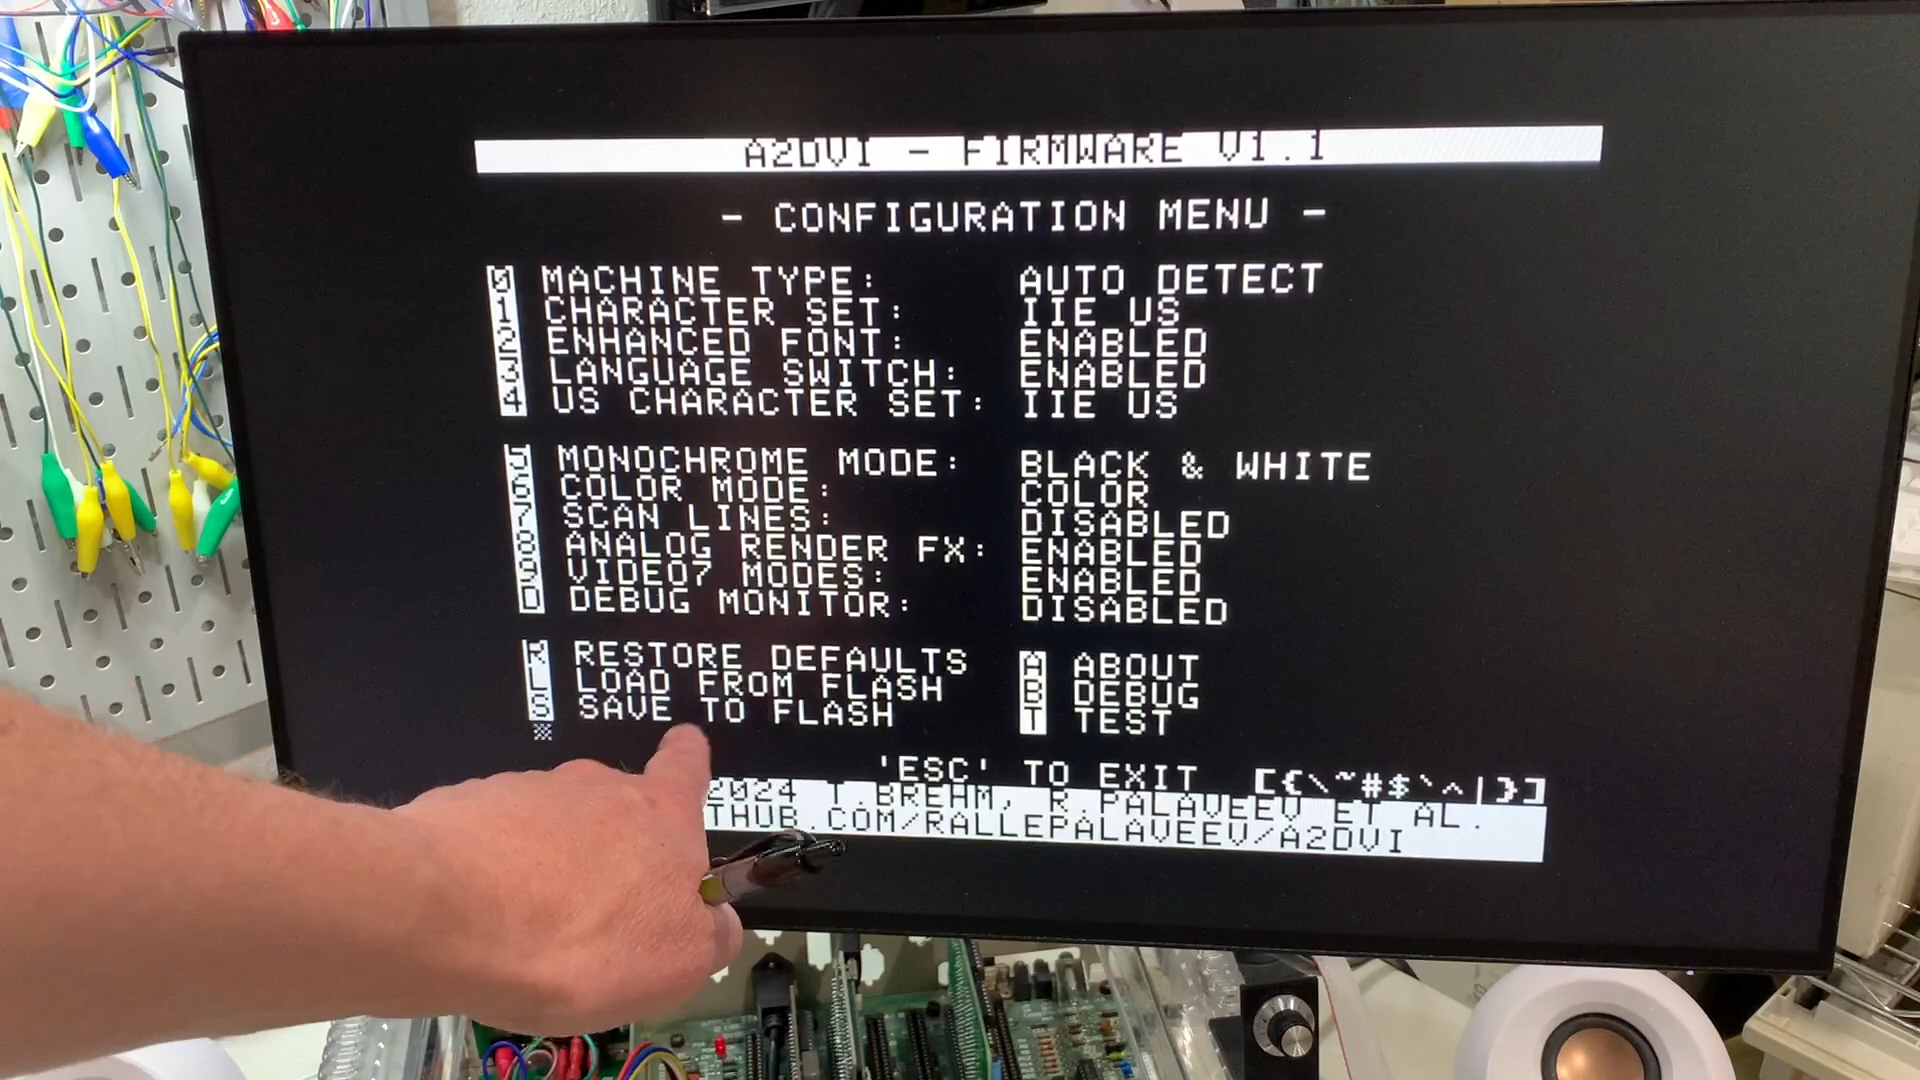 A2DVI - FIRMWARE V1.1
- CONFIGURATION MENU -
0 MACHINE TYPE: AUTO DETECT
1 CHARACTER SET: IIE US
2 ENHANCED FONT: ENABLED
3 LANGUAGE SWITCH: ENABLED
4 US CHARACTER SET: IIE US
5 MONOCHROME MODE: BLACK & WHITE
6 COLOR MODE: COLOR
7 SCAN LINES: DISABLED
8 ANALOG RENDER FX: ENABLED
9 VIDEO7 MODES: ENABLED
D DEBUG MONITOR: DISABLED
R RESTORE DEFAULTS A ABOUT
L LOAD FROM FLASH B DEBUG
S SAVE TO FLASH T TEST
'ESC' TO EXIT [{\~#$`^|}]
2024 T.BREHM, R.PALAVEEV ET AL.
THUB.COM/RALLEPALAVEEV/A2DVI